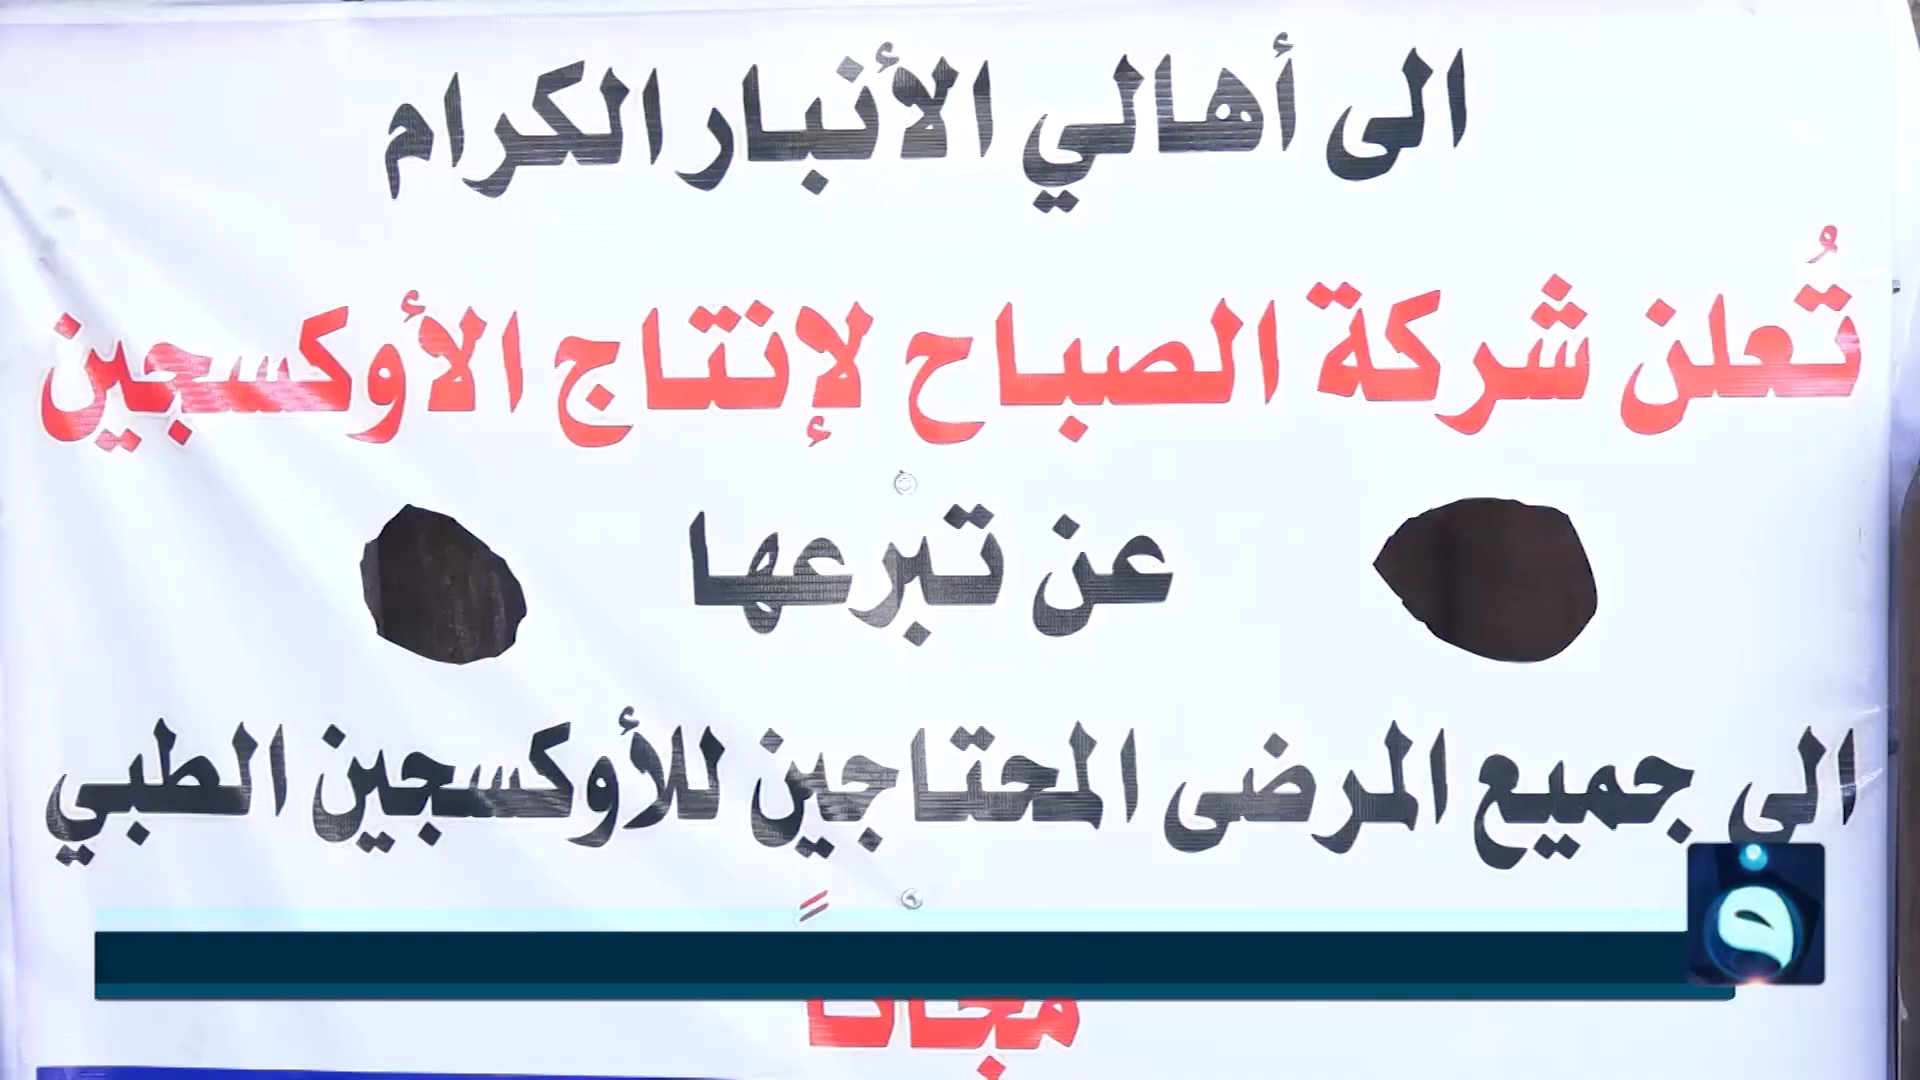 الى أهالي الأنبار الكرام
تُعلن شركة الصباح لإنتاج الأوكسجين
عن تبرعها
الى جميع المرضى المحتاجين للأوكسجين الطبي